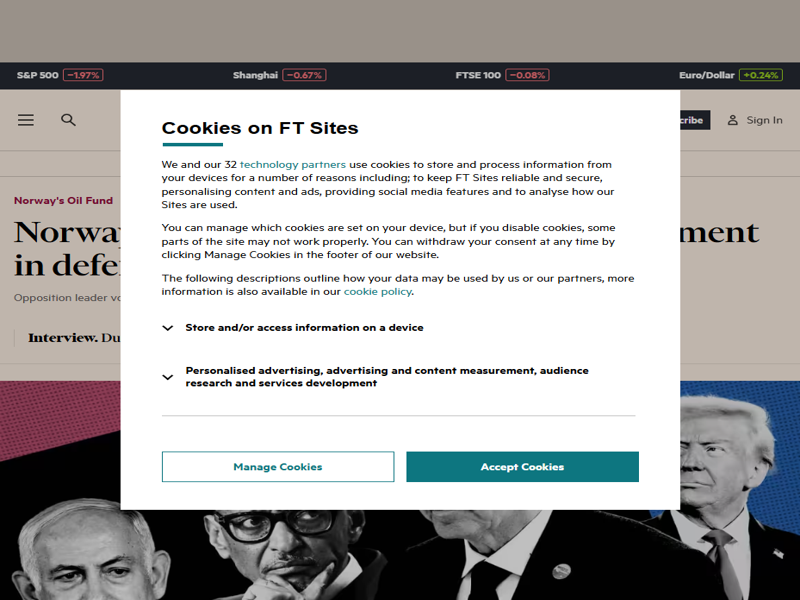 S&P 500 −1.97% Shanghai −0.67% FTSE 100 −0.08% Euro/Dollar +0.24%
cribe Sign In
Cookies on FT Sites
We and our 32 technology partners use cookies to store and process information from
your devices for a number of reasons including; to keep FT Sites reliable and secure,
personalising content and ads, providing social media features and to analyse how our
Sites are used.
You can manage which cookies are set on your device, but if you disable cookies, some
parts of the site may not work properly. You can withdraw your consent at any time by
clicking Manage Cookies in the footer of our website.
The following descriptions outline how your data may be used by us or our partners, more
information is also available in our cookie policy.
Store and/or access information on a device
Personalised advertising, advertising and content measurement, audience
research and services development
Manage Cookies Accept Cookies
Norway's Oil Fund
Norway ment
in defe
Opposition leader vo
Interview. Du